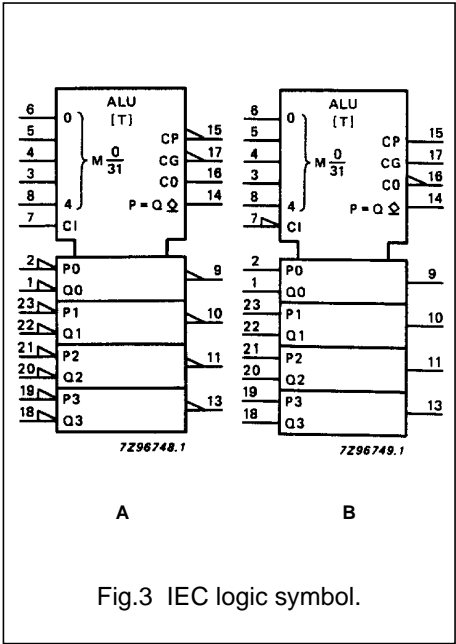 ALU
[T]
6 0
5
4
3
8 4
M 0/31
7 CI
CP 15
CG 17
C0 16
P = Q ◊ 14
2 P0
1 Q0
9
23 P1
22 Q1
10
21 P2
20 Q2
11
19 P3
18 Q3
13
7Z96748.1
A
ALU
[T]
6 0
5
4
3
8 4
M 0/31
7 CI
CP 15
CG 17
C0 16
P = Q ◊ 14
2 P0
1 Q0
9
23 P1
22 Q1
10
21 P2
20 Q2
11
19 P3
18 Q3
13
7Z96749.1
B
Fig.3 IEC logic symbol.